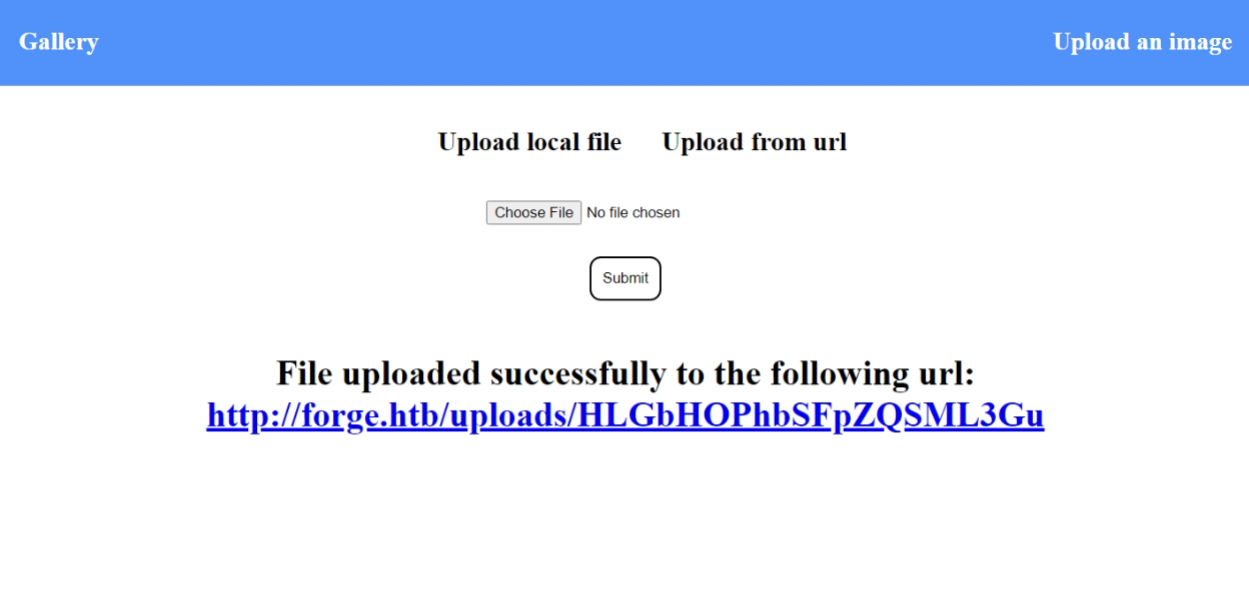 Gallery
Upload an image
Upload local file
Upload from url
Choose File No file chosen
Submit
File uploaded successfully to the following url:
http://forge.htb/uploads/HLGbHOPhbSFpZQSML3Gu